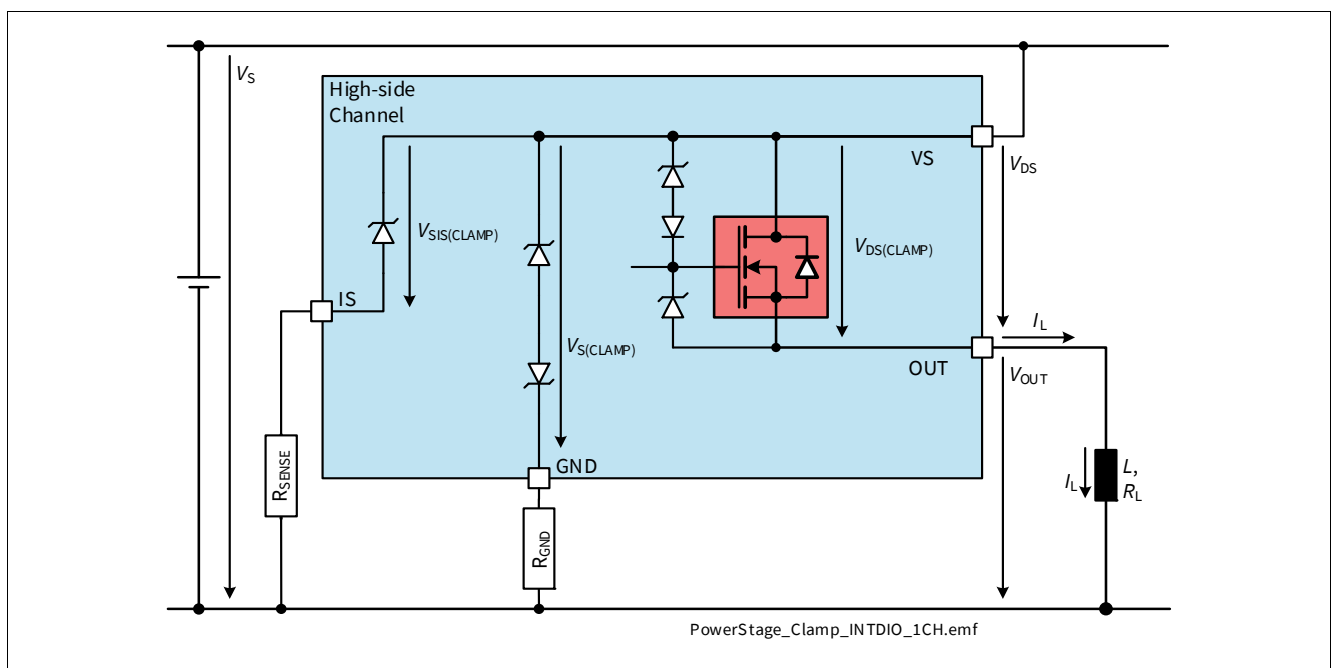 VS
High-side
Channel
VS
VDS
VSIS(CLAMP)
VDS(CLAMP)
IS
IL
VS(CLAMP)
OUT
VOUT
RSENSE
GND
IL
L,
RL
RGND
PowerStage_Clamp_INTDIO_1CH.emf